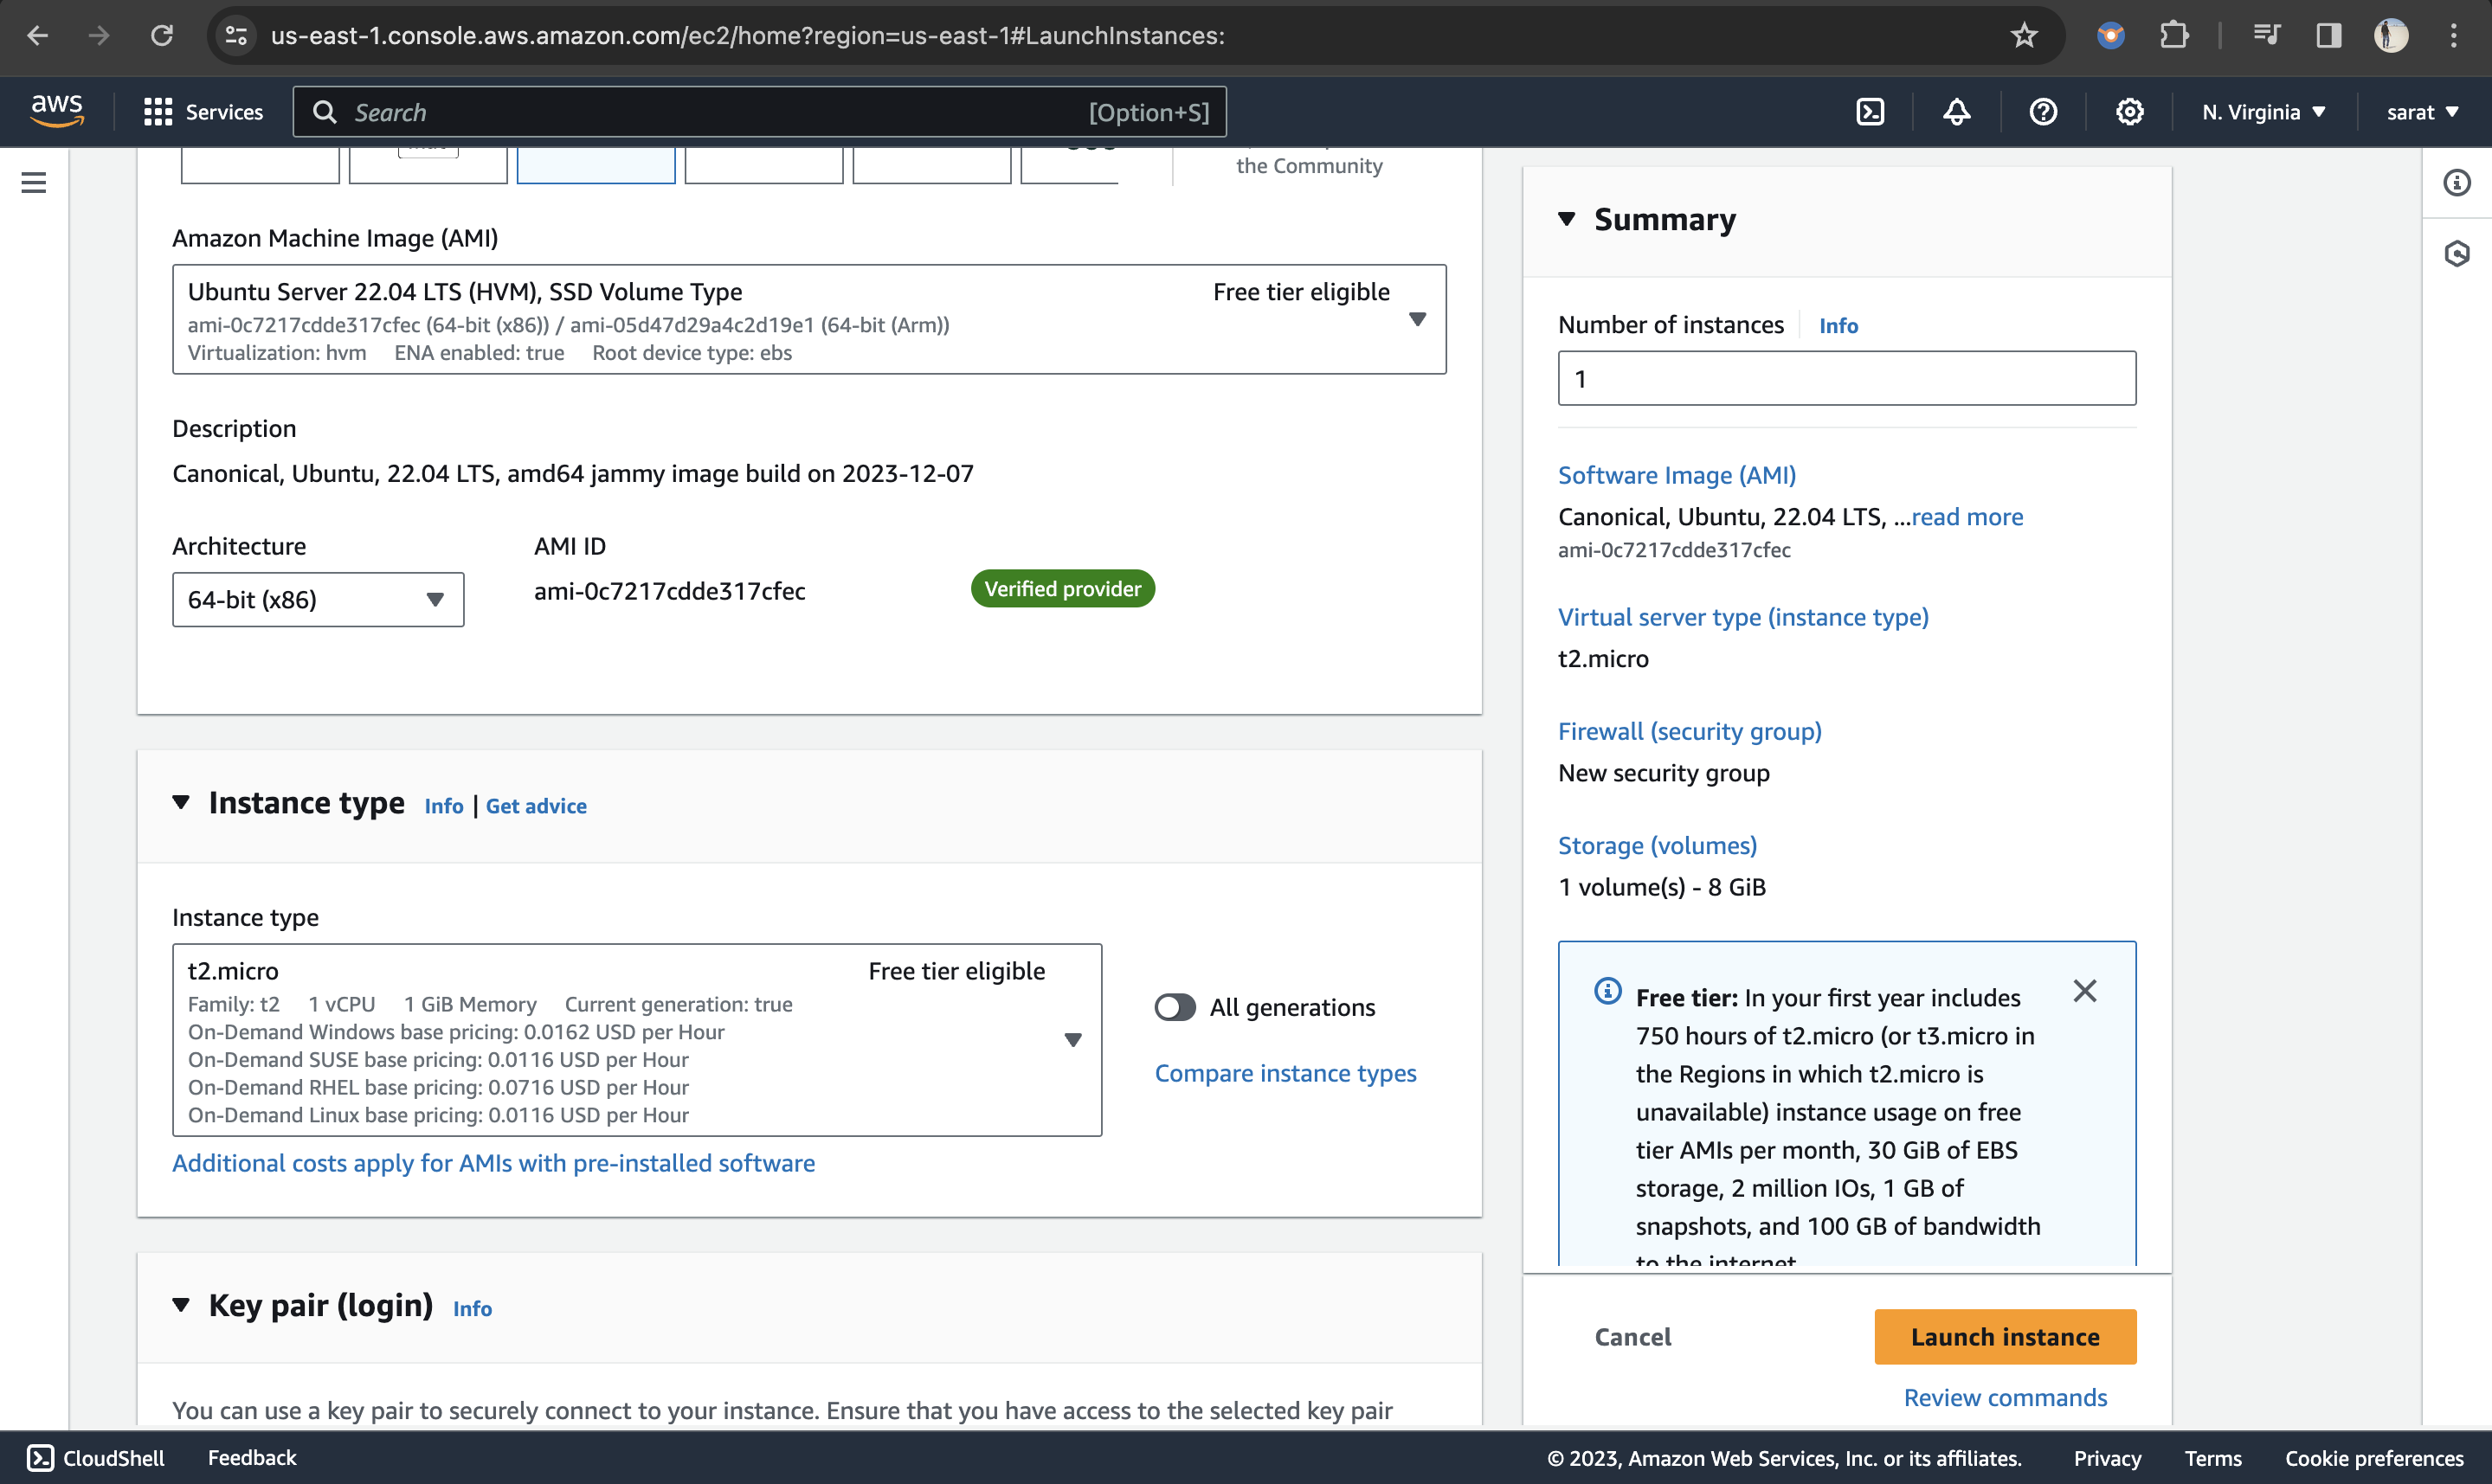 us-east-1.console.aws.amazon.com/ec2/home?region=us-east-1#LaunchInstances:
aws
Services
Search
[Option+S]
N. Virginia
sarat
the Community
Amazon Machine Image (AMI)
Ubuntu Server 22.04 LTS (HVM), SSD Volume Type
Free tier eligible
ami-0c7217cdde317cfec (64-bit (x86)) / ami-05d47d29a4c2d19e1 (64-bit (Arm))
Virtualization: hvm ENA enabled: true Root device type: ebs
Description
Canonical, Ubuntu, 22.04 LTS, amd64 jammy image build on 2023-12-07
Architecture
AMI ID
64-bit (x86)
ami-0c7217cdde317cfec
Verified provider
Instance type Info | Get advice
Instance type
t2.micro
Free tier eligible
Family: t2 1 vCPU 1 GiB Memory Current generation: true
On-Demand Windows base pricing: 0.0162 USD per Hour
On-Demand SUSE base pricing: 0.0116 USD per Hour
On-Demand RHEL base pricing: 0.0716 USD per Hour
On-Demand Linux base pricing: 0.0116 USD per Hour
All generations
Compare instance types
Additional costs apply for AMIs with pre-installed software
Key pair (login) Info
You can use a key pair to securely connect to your instance. Ensure that you have access to the selected key pair
Summary
Number of instances Info
1
Software Image (AMI)
Canonical, Ubuntu, 22.04 LTS, ...read more
ami-0c7217cdde317cfec
Virtual server type (instance type)
t2.micro
Firewall (security group)
New security group
Storage (volumes)
1 volume(s) - 8 GiB
Free tier: In your first year includes
750 hours of t2.micro (or t3.micro in
the Regions in which t2.micro is
unavailable) instance usage on free
tier AMIs per month, 30 GiB of EBS
storage, 2 million IOs, 1 GB of
snapshots, and 100 GB of bandwidth
to the internet.
Cancel
Launch instance
Review commands
CloudShell
Feedback
© 2023, Amazon Web Services, Inc. or its affiliates.
Privacy
Terms
Cookie preferences